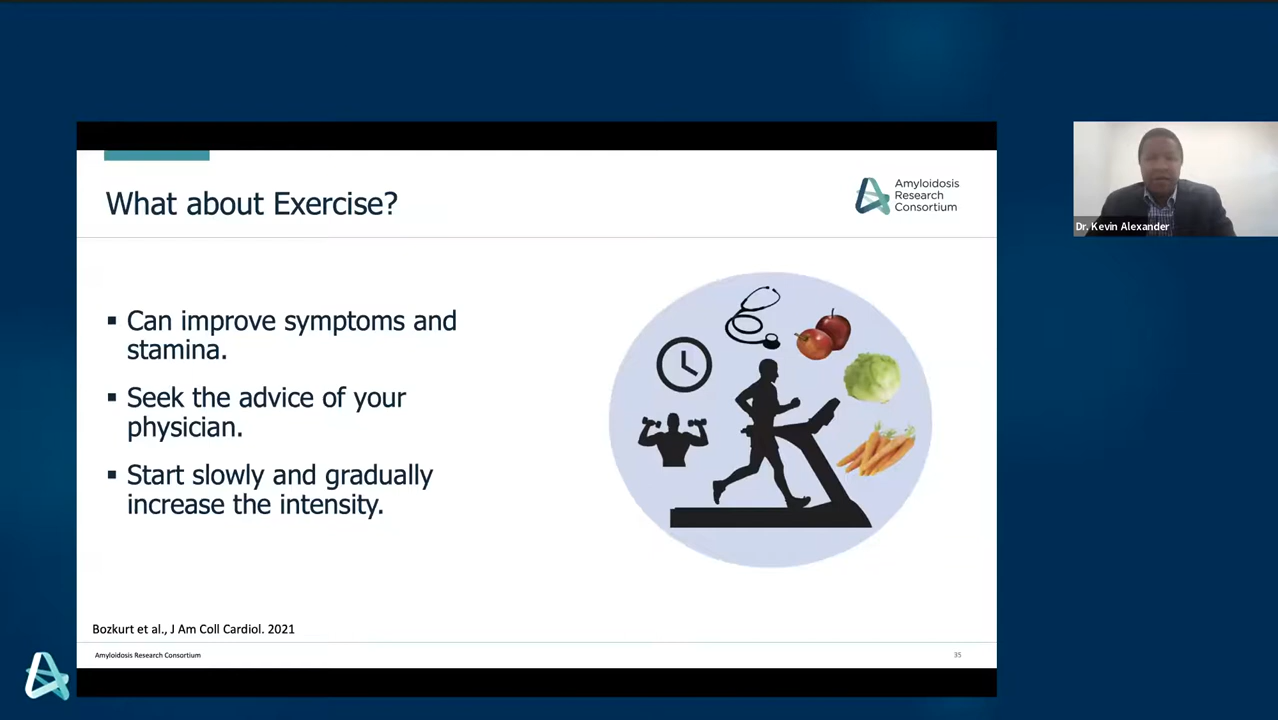 What about Exercise?
Amyloidosis
Research
Consortium
▪ Can improve symptoms and
stamina.
▪ Seek the advice of your
physician.
▪ Start slowly and gradually
increase the intensity.
Bozkurt et al., J Am Coll Cardiol. 2021
Amyloidosis Research Consortium
35
Dr. Kevin Alexander